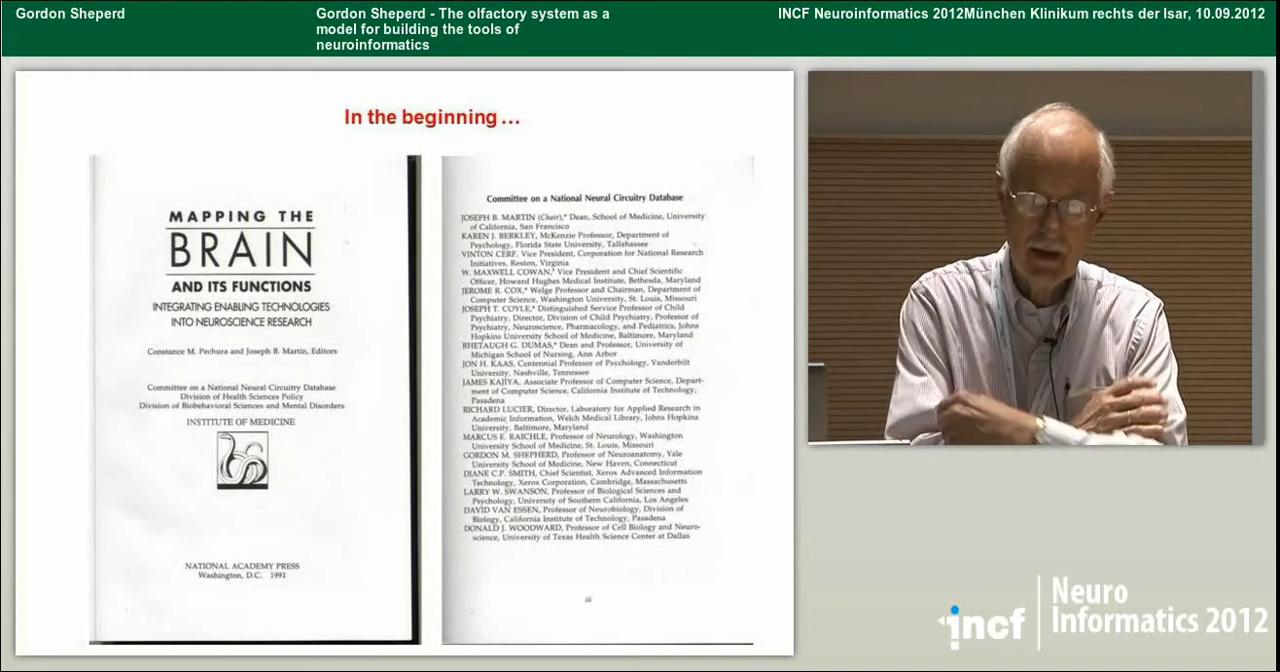 Gordon Sheperd
Gordon Sheperd - The olfactory system as a
model for building the tools of
neuroinformatics
INCF Neuroinformatics 2012München Klinikum rechts der Isar, 10.09.2012
In the beginning ...
MAPPING THE
BRAIN
AND ITS FUNCTIONS
INTEGRATING ENABLING TECHNOLOGIES
INTO NEUROSCIENCE RESEARCH
Constance M. Pechura and Joseph B. Martin, Editors
Committee on a National Neural Circuitry Database
Division of Health Sciences Policy
Division of Biobehavioral Sciences and Mental Disorders
INSTITUTE OF MEDICINE
NATIONAL ACADEMY PRESS
Washington, D.C. 1991
Committee on a National Neural Circuitry Database
JOSEPH B. MARTIN (Chair),* Dean, School of Medicine, University
of California, San Francisco
KAREN J. BERKLEY, McKenzie Professor, Department of
Psychology, Florida State University, Tallahassee
VINTON CERF, Vice President, Corporation for National Research
Initiatives, Reston, Virginia
W. MAXWELL COWAN,* Vice President and Chief Scientific
Officer, Howard Hughes Medical Institute, Bethesda, Maryland
JEROME R. COX,* Welge Professor and Chairman, Department of
Computer Science, Washington University, St. Louis, Missouri
JOSEPH T. COYLE,* Distinguished Service Professor of Child
Psychiatry, Director, Division of Child Psychiatry, Professor of
Psychiatry, Neuroscience, Pharmacology, and Pediatrics, Johns
Hopkins University School of Medicine, Baltimore, Maryland
RHETAUGH G. DUMAS,* Dean and Professor, University of
Michigan School of Nursing, Ann Arbor
JON H. KAAS, Centennial Professor of Psychology, Vanderbilt
University, Nashville, Tennessee
JAMES KAJIYA, Associate Professor of Computer Science, Depart-
ment of Computer Science, California Institute of Technology,
Pasadena
RICHARD LUCIER, Director, Laboratory for Applied Research in
Academic Information, Welch Medical Library, Johns Hopkins
University, Baltimore, Maryland
MARCUS E. RAICHLE, Professor of Neurology, Washington
University School of Medicine, St. Louis, Missouri
GORDON M. SHEPHERD, Professor of Neuroanatomy, Yale
University School of Medicine, New Haven, Connecticut
DIANE C.P. SMITH, Chief Scientist, Xerox Advanced Information
Technology, Xerox Corporation, Cambridge, Massachusetts
LARRY W. SWANSON, Professor of Biological Sciences and
Psychology, University of Southern California, Los Angeles
DAVID VAN ESSEN, Professor of Neurobiology, Division of
Biology, California Institute of Technology, Pasadena
DONALD J. WOODWARD, Professor of Cell Biology and Neuro-
science, University of Texas Health Science Center at Dallas
incf
Neuro
Informatics 2012